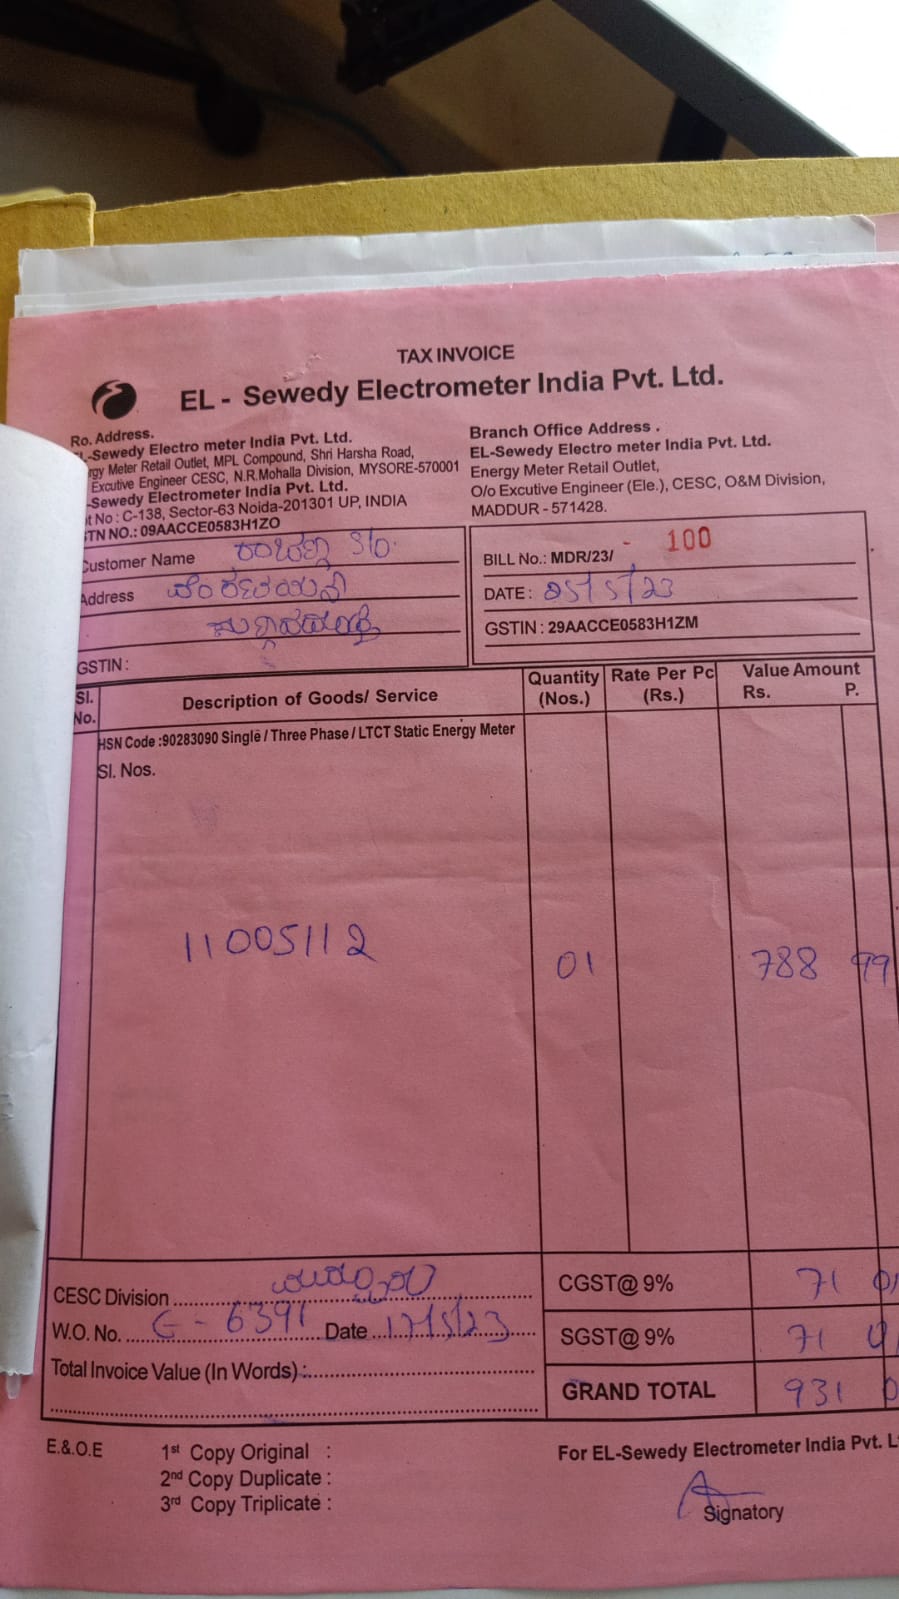 TAX INVOICE
EL - Sewedy Electrometer India Pvt. Ltd.
Ro. Address.
-Sewedy Electro meter India Pvt. Ltd.
rgy Meter Retail Outlet, MPL Compound, Shri Harsha Road,
Excutive Engineer CESC, N.R.Mohalla Division, MYSORE-570001
-Sewedy Electrometer India Pvt. Ltd.
t No : C-138, Sector-63 Noida-201301 UP, INDIA
STN NO.: 09AACCE0583H1ZO
Branch Office Address .
EL-Sewedy Electro meter India Pvt. Ltd.
Energy Meter Retail Outlet,
O/o Excutive Engineer (Ele.), CESC, O&M Division,
MADDUR - 571428.
Customer Name S/o.
Address
GSTIN :
BILL No.: MDR/23/ - 100
DATE : 25/5/23
GSTIN : 29AACCE0583H1ZM
Sl. No. Description of Goods/ Service Quantity (Nos.) Rate Per Pc (Rs.) Value Amount Rs. P.
HSN Code :90283090 Single / Three Phase / LTCT Static Energy Meter
Sl. Nos.
11005112 01 788 99
CESC Division
W.O. No. G - 6391 Date 17/5/23
Total Invoice Value (In Words) :
CGST@ 9% 71 01
SGST@ 9% 71 01
GRAND TOTAL 931
E.&.O.E
1st Copy Original :
2nd Copy Duplicate :
3rd Copy Triplicate :
For EL-Sewedy Electrometer India Pvt. L
Signatory